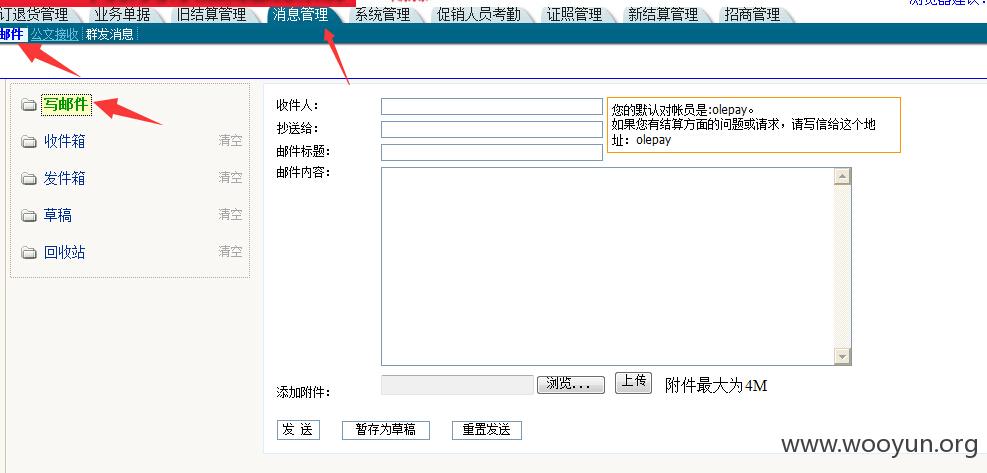 订退货管理 业务单据 旧结算管理 消息管理 系统管理 促销人员考勤 证照管理 新结算管理 招商管理
邮件 公文接收 群发消息
写邮件
收件箱 清空
发件箱 清空
草稿 清空
回收站 清空
收件人：
您的默认对帐员是:olepay。
如果您有结算方面的问题或请求，请写信给这个地
址：olepay
抄送给：
邮件标题：
邮件内容：
添加附件： 浏览... 上传 附件最大为4M
发 送 暂存为草稿 重置发送
www.wooyun.org